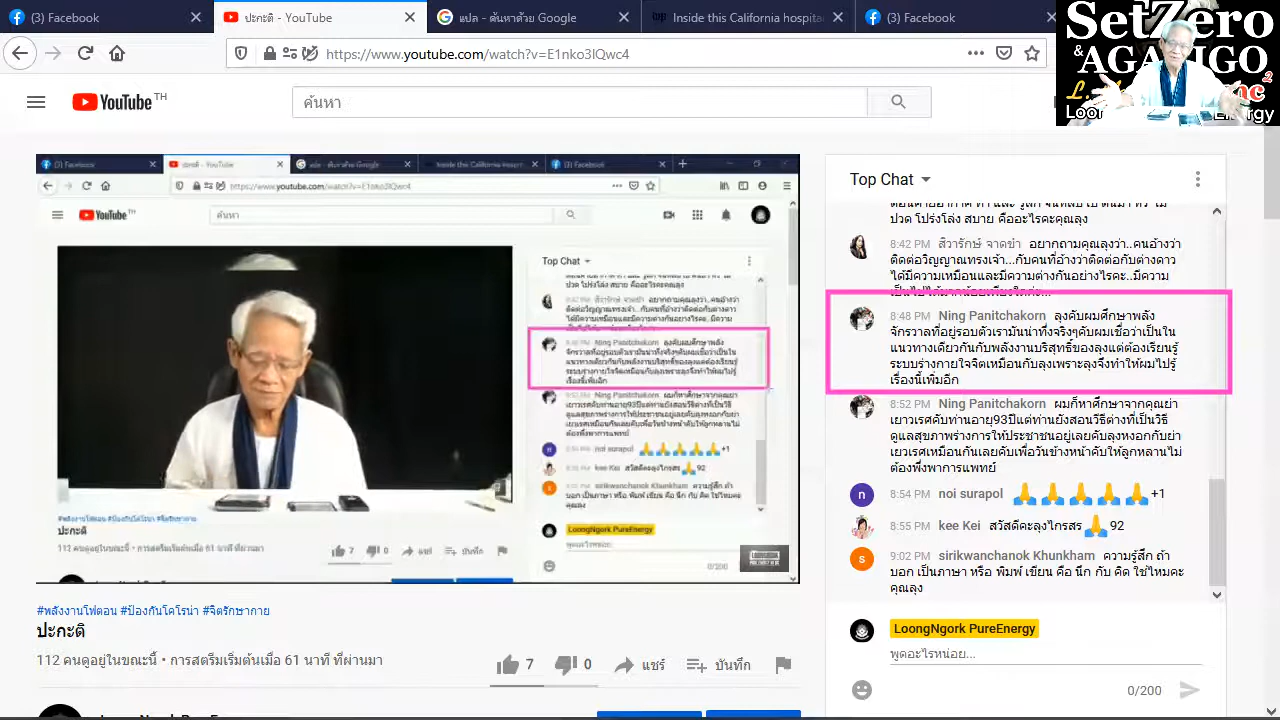 (3) Facebook
ปะกะติ - YouTube
แปล - ค้นหาด้วย Google
Inside this California hospita
(3) Facebook
SetZero
&
https://www.youtube.com/watch?v=E1nko3lQwc4
YouTube TH
ค้นหา
Top Chat
ปวด โปร่งโล่ง สบาย คืออะไรคะคุณลุง
8:42 PM สิวารักษ์ จาดขำ อยากถามคุณลุงว่า..คนอ้างว่า
ติดต่อวิญญาณทรงเจ้า...กับคนที่อ้างว่าติดต่อกับต่างดาว
ได้มีความเหมือนและมีความต่างกันอย่างไรคะ..มีความ
8:48 PM Ning Panitchakom ลุงคับผมศึกษาพลัง
จักรวาลที่อยู่รอบตัวเรามันน่าทึ่งจริงๆคับผมเชื่อว่าเป็นใน
แนวทางเดียวกันกับพลังงานบริสุทธิ์ของลุงแต่ต้องเรียนรู้
ระบบร่างกายใจจิตเหมือนกับลุงเพราะลุงจึงทำให้ผมไปรู้
เรื่องนี้เพิ่มอีก
8:52 PM Ning Panitchakom ผมก็หาศึกษาจากคุณย่า
เยาวเรศคับท่านอายุ93ปีแต่ท่านยังสอนวิธีต่างที่เป็นวิธี
ดูแลสุขภาพร่างการให้ประชาชนอยู่เลยคับลุงหงอกกับย่า
เยวเรศเหมือนกันเลยคับเพื่อวันข้างหน้าคับให้ลูกหลานไม่
ต้องพึ่งพาการแพทย์
8:54 PM noi surapol 🙏🙏🙏🙏🙏+1
8:55 PM kee Kei สวัสดีค่ะลุงไกรสร🙏92
9:02 PM sirikwanchanok Khunkham ความรู้สึก ถ้า
บอก เป็นภาษา หรือ พิมพ์ เขียน คือ นึก กับ คิด ใช่ไหมคะ
คุณลุง
LoongNgork PureEnergy
พูดอะไรหน่อย...
0/200
#พลังงานโฟตอน #ป้องกันโคโรน่า #จิตรักษากาย
ปะกะติ
112 คนดูอยู่ในขณะนี้ • การสตรีมเริ่มต้นเมื่อ 61 นาที ที่ผ่านมา
7
0
แชร์
บันทึก